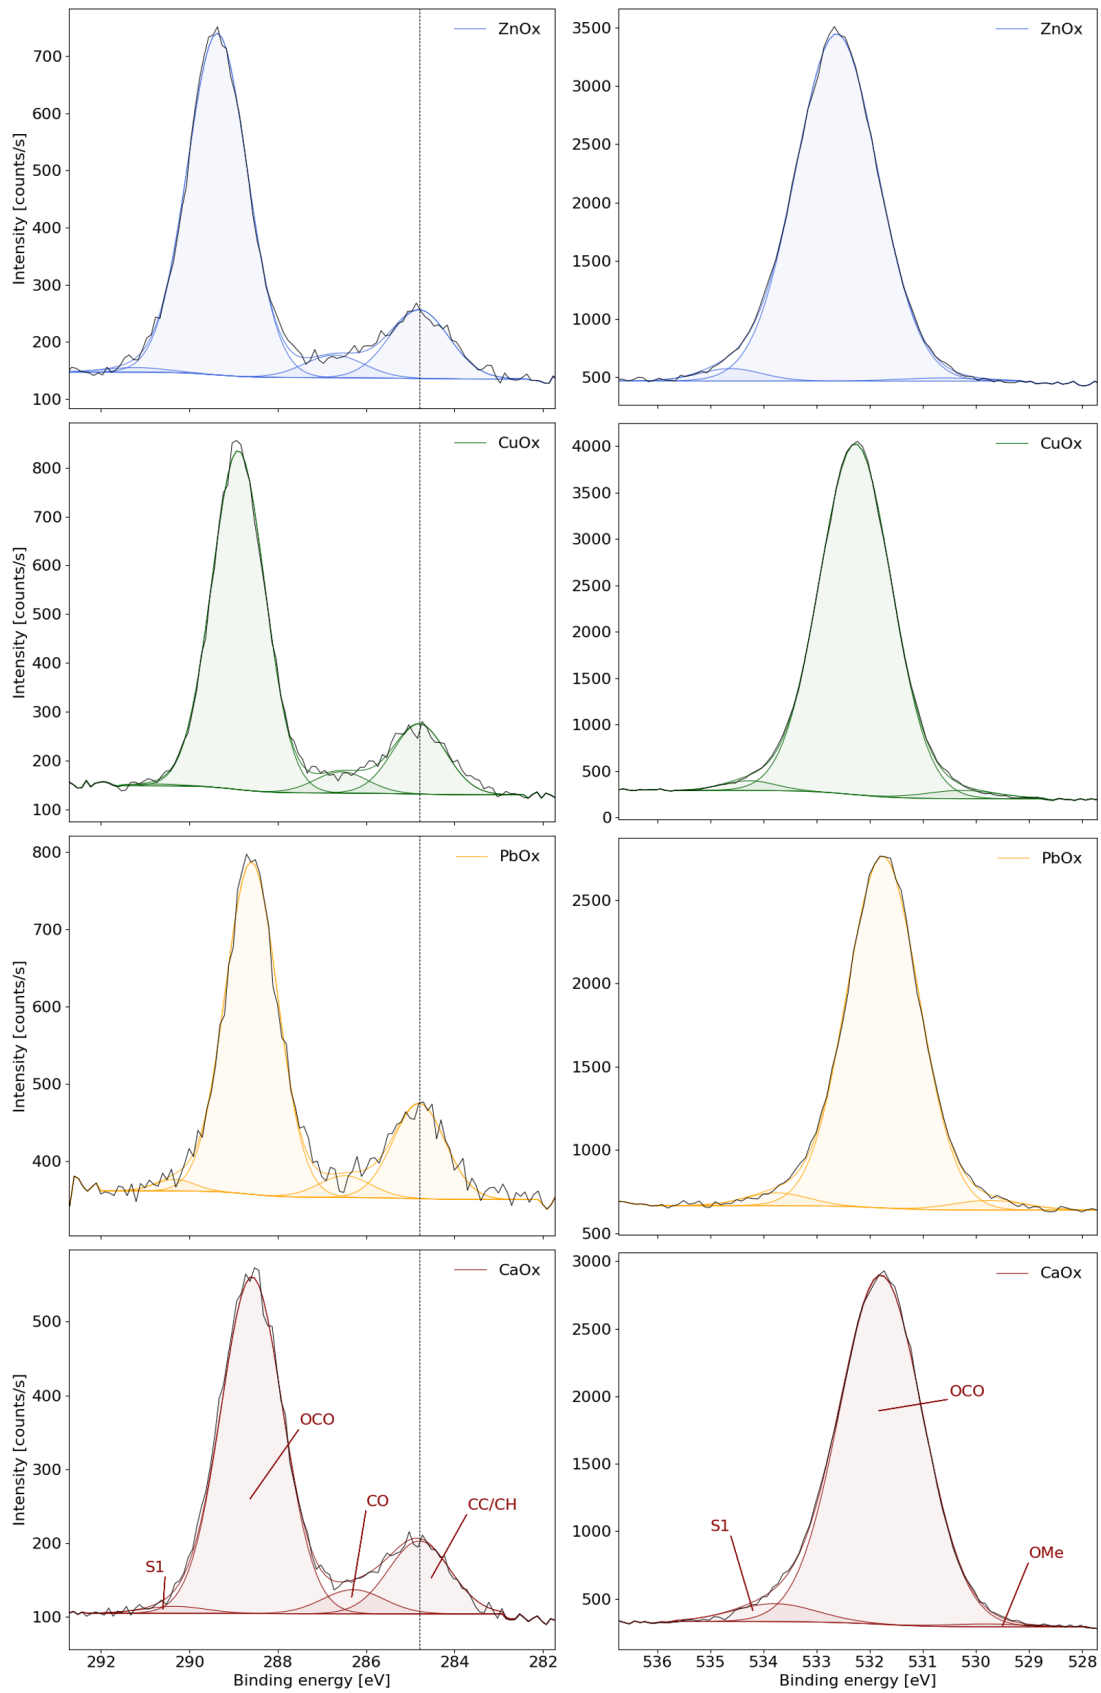 ZnOx
700
600
500
400
300
200
100
Intensity [counts/s]
ZnOx
3500
3000
2500
2000
1500
1000
500
CuOx
800
700
600
500
400
300
200
100
Intensity [counts/s]
CuOx
4000
3500
3000
2500
2000
1500
1000
500
0
PbOx
800
700
600
500
400
Intensity [counts/s]
PbOx
2500
2000
1500
1000
500
CaOx
500
400
300
200
100
Intensity [counts/s]
OCO
CO
CC/CH
S1
292 290 288 286 284 282
Binding energy [eV]
CaOx
3000
2500
2000
1500
1000
500
OCO
S1
OMe
536 535 534 533 532 531 530 529 528
Binding energy [eV]